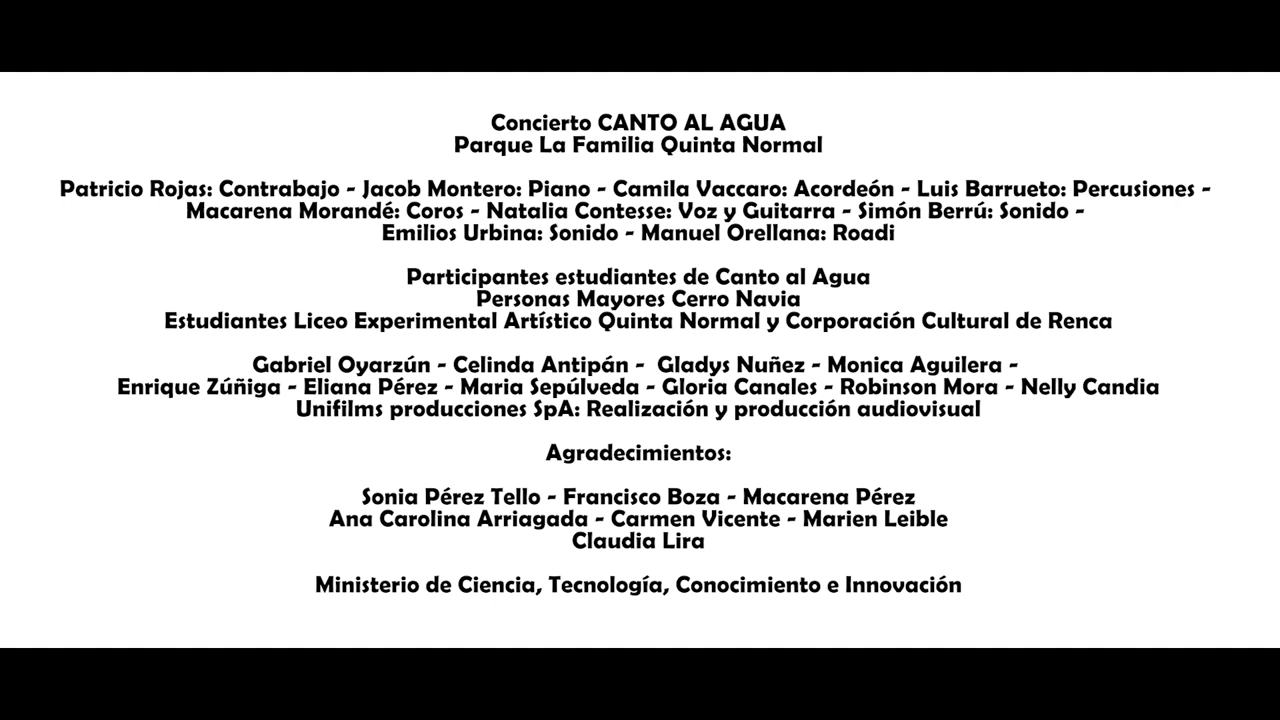 Concierto CANTO AL AGUA
Parque La Familia Quinta Normal
Patricio Rojas: Contrabajo - Jacob Montero: Piano - Camila Vaccaro: Acordeón - Luis Barrueto: Percusiones -
Macarena Morandé: Coros - Natalia Contesse: Voz y Guitarra - Simón Berrú: Sonido -
Emilios Urbina: Sonido - Manuel Orellana: Roadi
Participantes estudiantes de Canto al Agua
Personas Mayores Cerro Navia
Estudiantes Liceo Experimental Artístico Quinta Normal y Corporación Cultural de Renca
Gabriel Oyarzún - Celinda Antipán - Gladys Nuñez - Monica Aguilera -
Enrique Zúñiga - Eliana Pérez - Maria Sepúlveda - Gloria Canales - Robinson Mora - Nelly Candia
Unifilms producciones SpA: Realización y producción audiovisual
Agradecimientos:
Sonia Pérez Tello - Francisco Boza - Macarena Pérez
Ana Carolina Arriagada - Carmen Vicente - Marien Leible
Claudia Lira
Ministerio de Ciencia, Tecnología, Conocimiento e Innovación